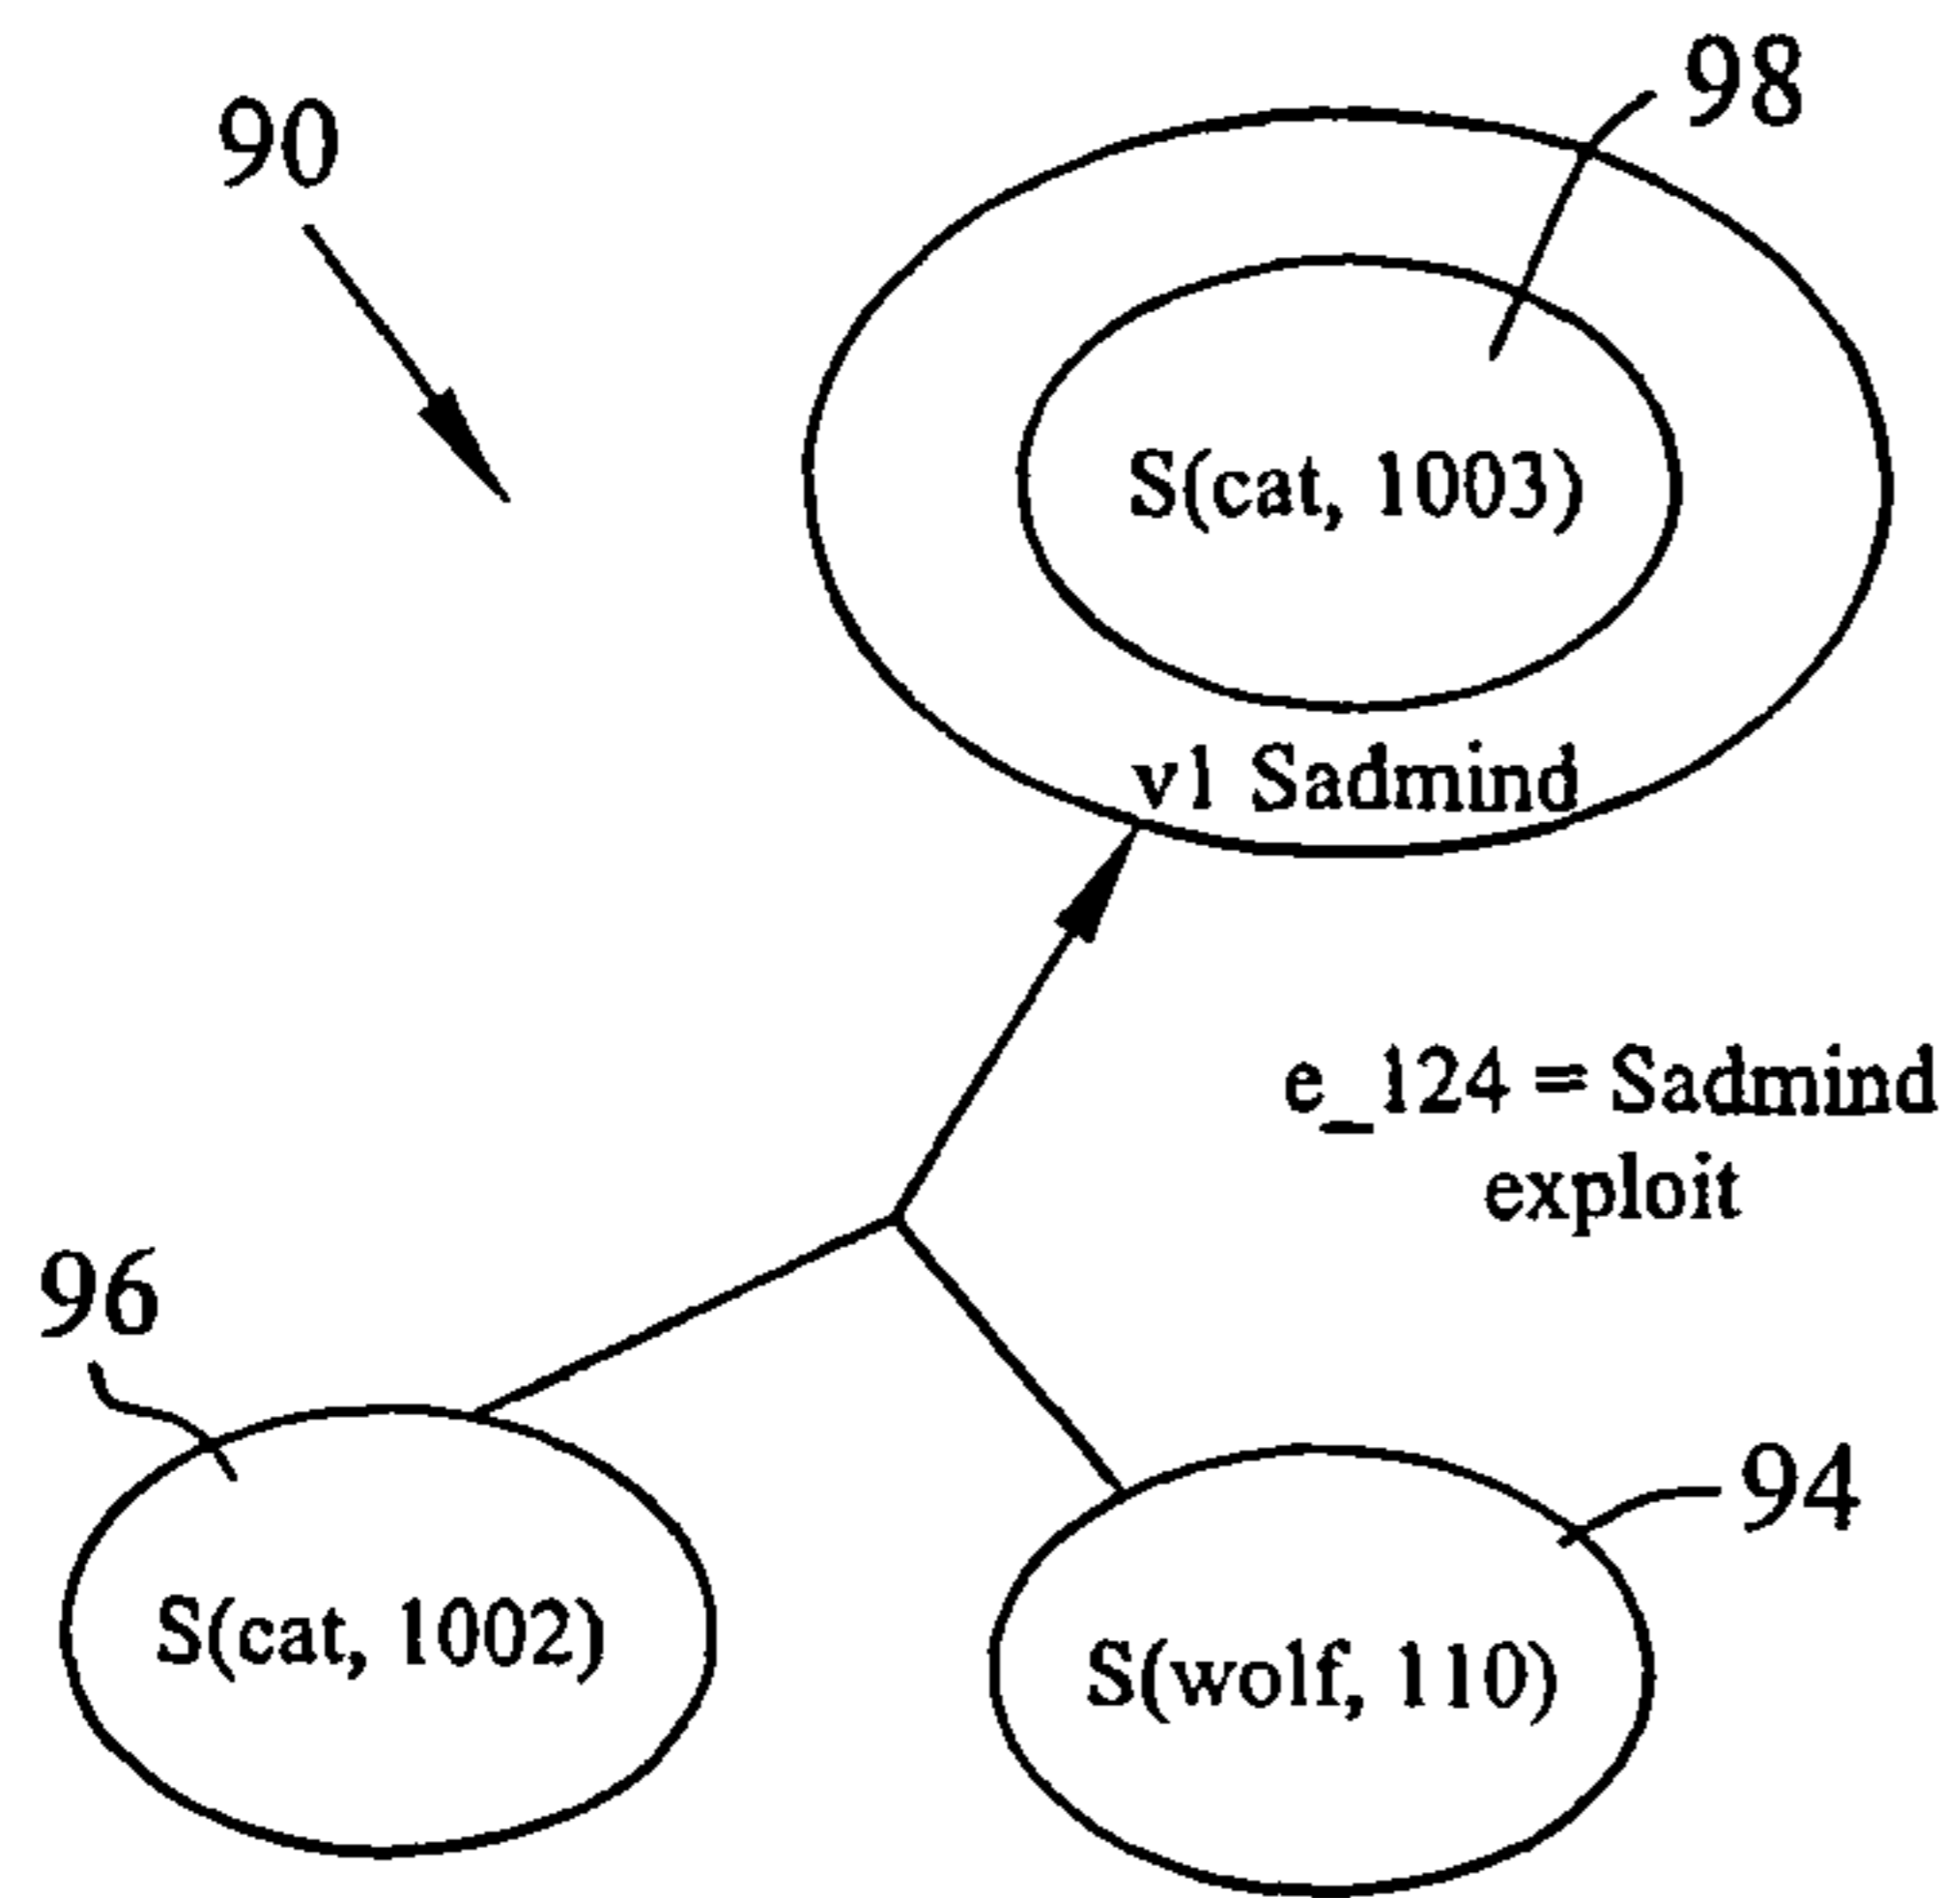 98
90
S(cat, 1003)
v1 Sadmind
e_124 = Sadmind
exploit
96
94
S(cat, 1002)
S(wolf, 110)